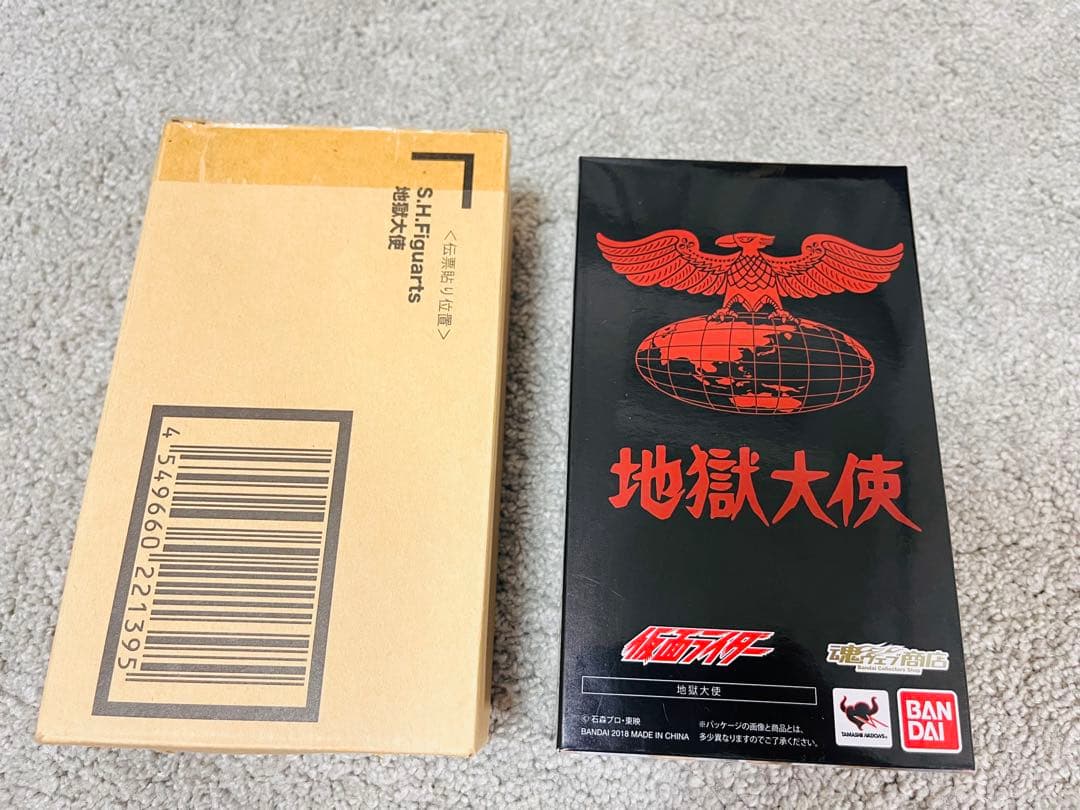 <伝票貼り位置>
S.H.Figuarts
地獄大使
4 549660 221395
地獄大使
仮面ライダー
魂ウェブ商店
Bandai Collectors Shop
地獄大使
© 石森プロ・東映
BANDAI 2018 MADE IN CHINA
※パッケージの画像と商品とは、
多少異なりますのでご了承ください。
TAMASHII NATIONS
BAN
DAI